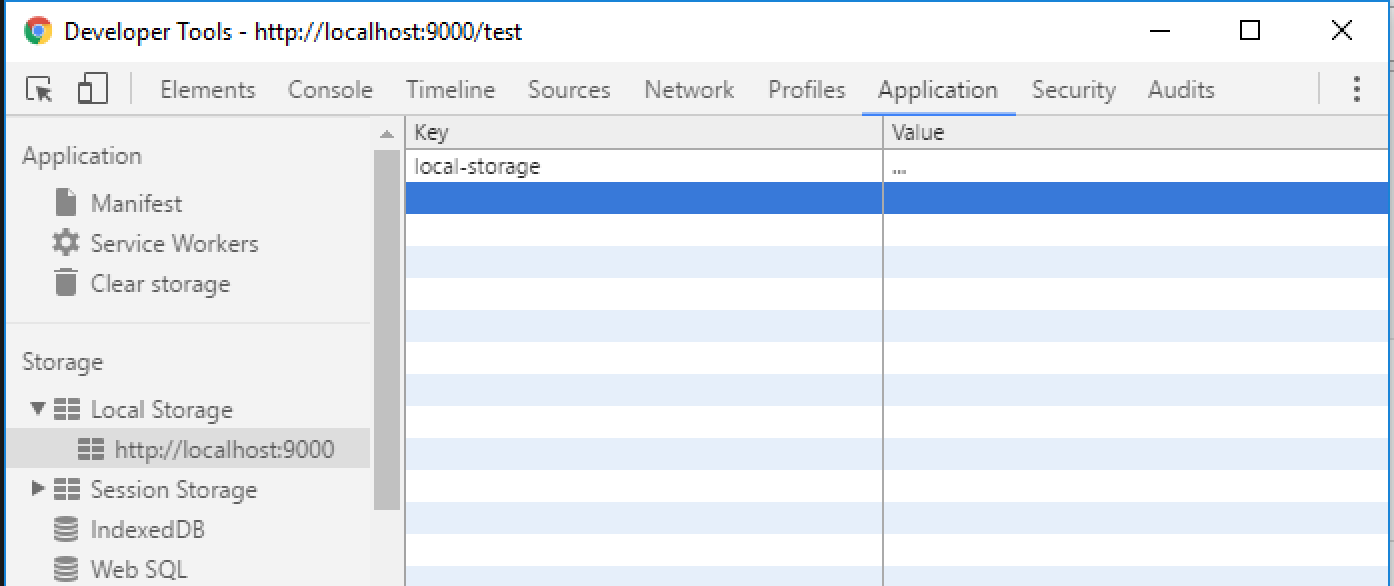 Developer Tools - http://localhost:9000/test
Elements Console Timeline Sources Network Profiles Application Security Audits
Application
Manifest
Service Workers
Clear storage
Storage
Local Storage
http://localhost:9000
Session Storage
IndexedDB
Web SQL
Key Value
local-storage ...